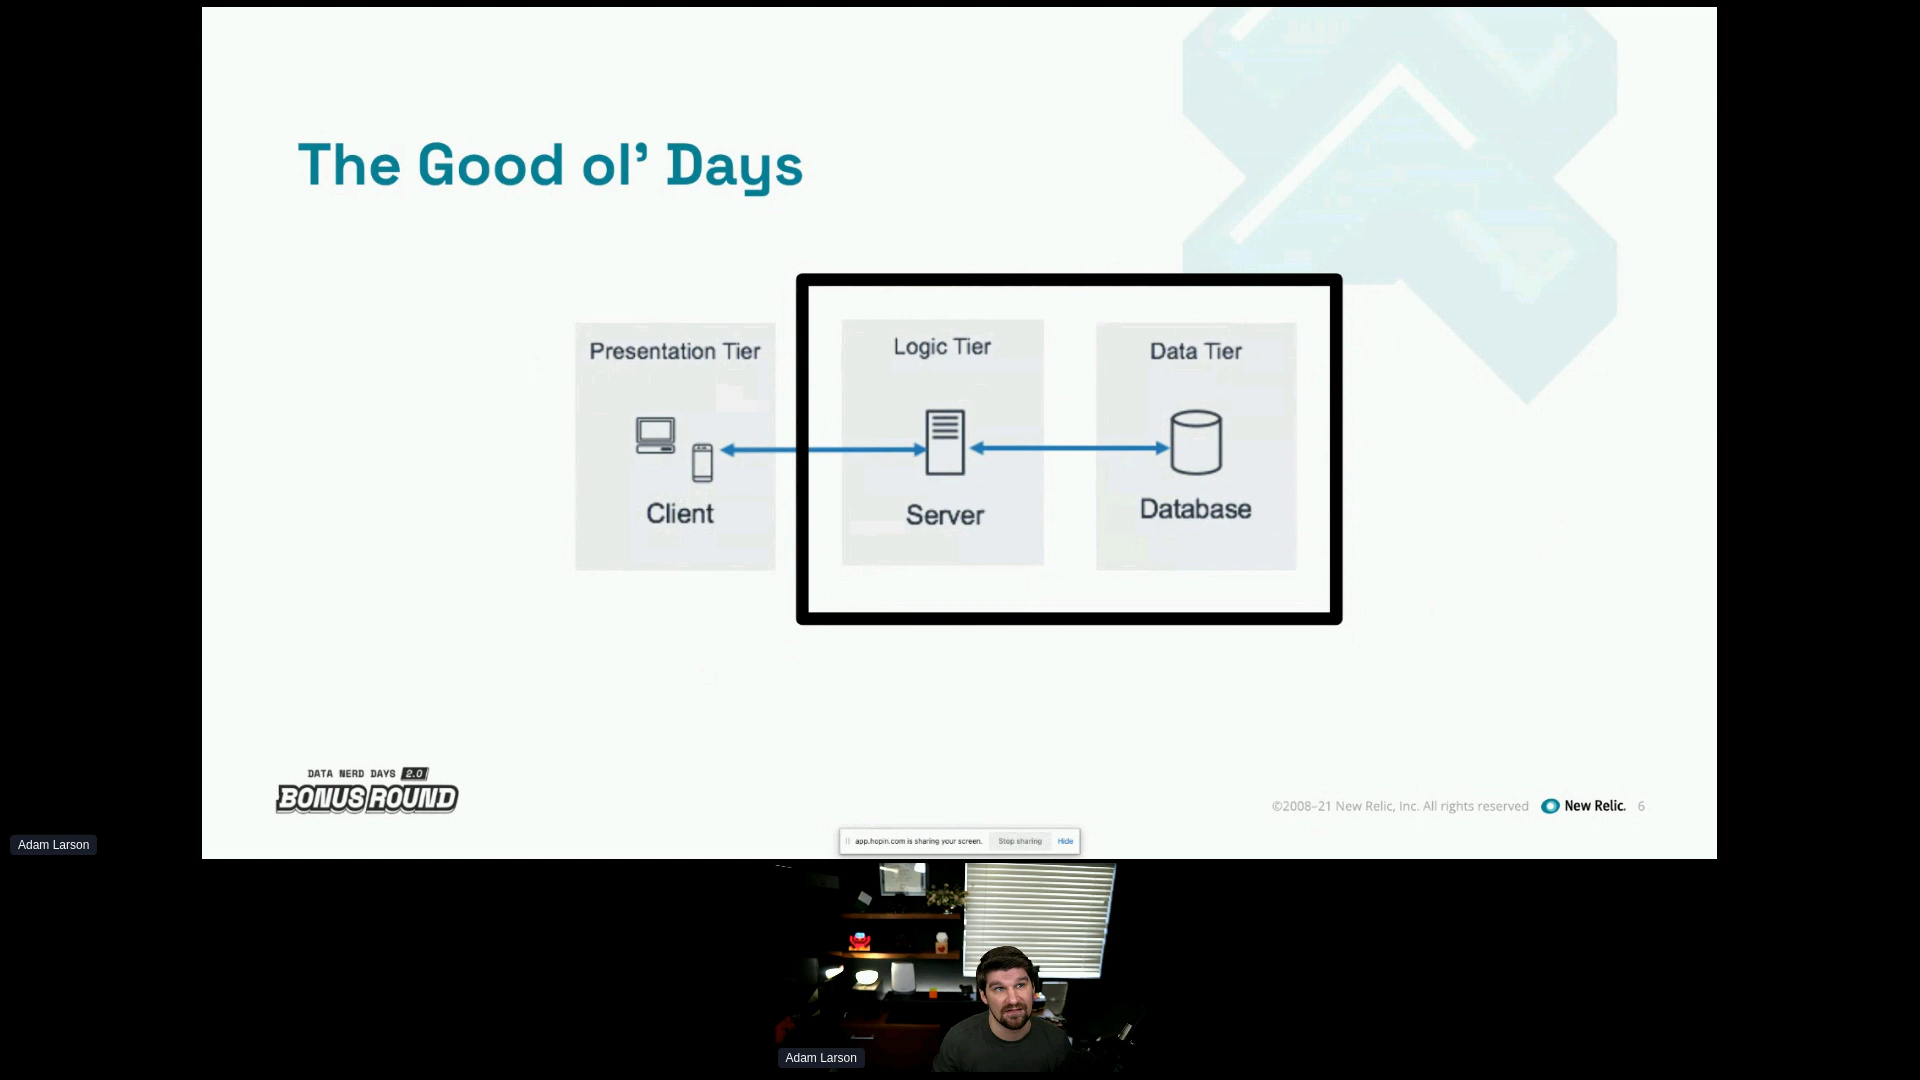 The Good ol’ Days
Presentation Tier
Logic Tier
Data Tier
Client
Server
Database
DATA NERD DAYS 2.0
BONUS ROUND
©2008–21 New Relic, Inc. All rights reserved New Relic. 6
Adam Larson
app.hopin.com is sharing your screen. Stop sharing Hide
Adam Larson